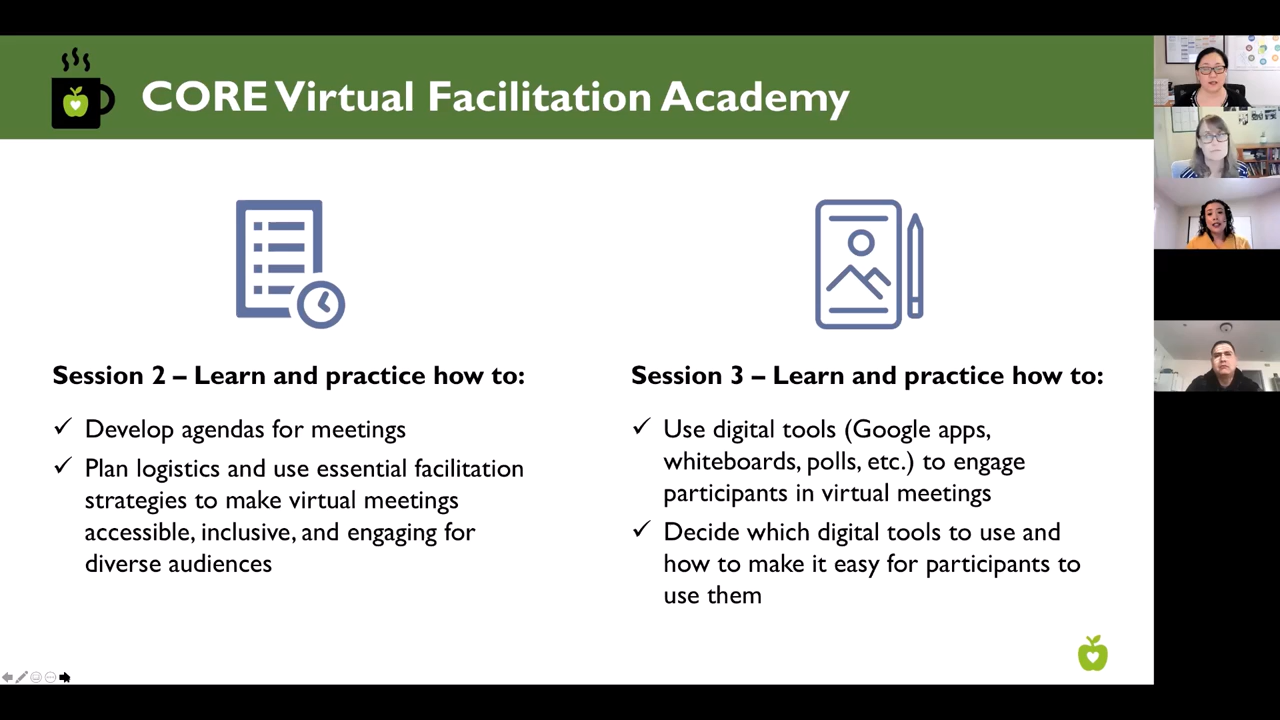 CORE Virtual Facilitation Academy
Session 2 – Learn and practice how to:
✓ Develop agendas for meetings
✓ Plan logistics and use essential facilitation
strategies to make virtual meetings
accessible, inclusive, and engaging for
diverse audiences
Session 3 – Learn and practice how to:
✓ Use digital tools (Google apps,
whiteboards, polls, etc.) to engage
participants in virtual meetings
✓ Decide which digital tools to use and
how to make it easy for participants to
use them